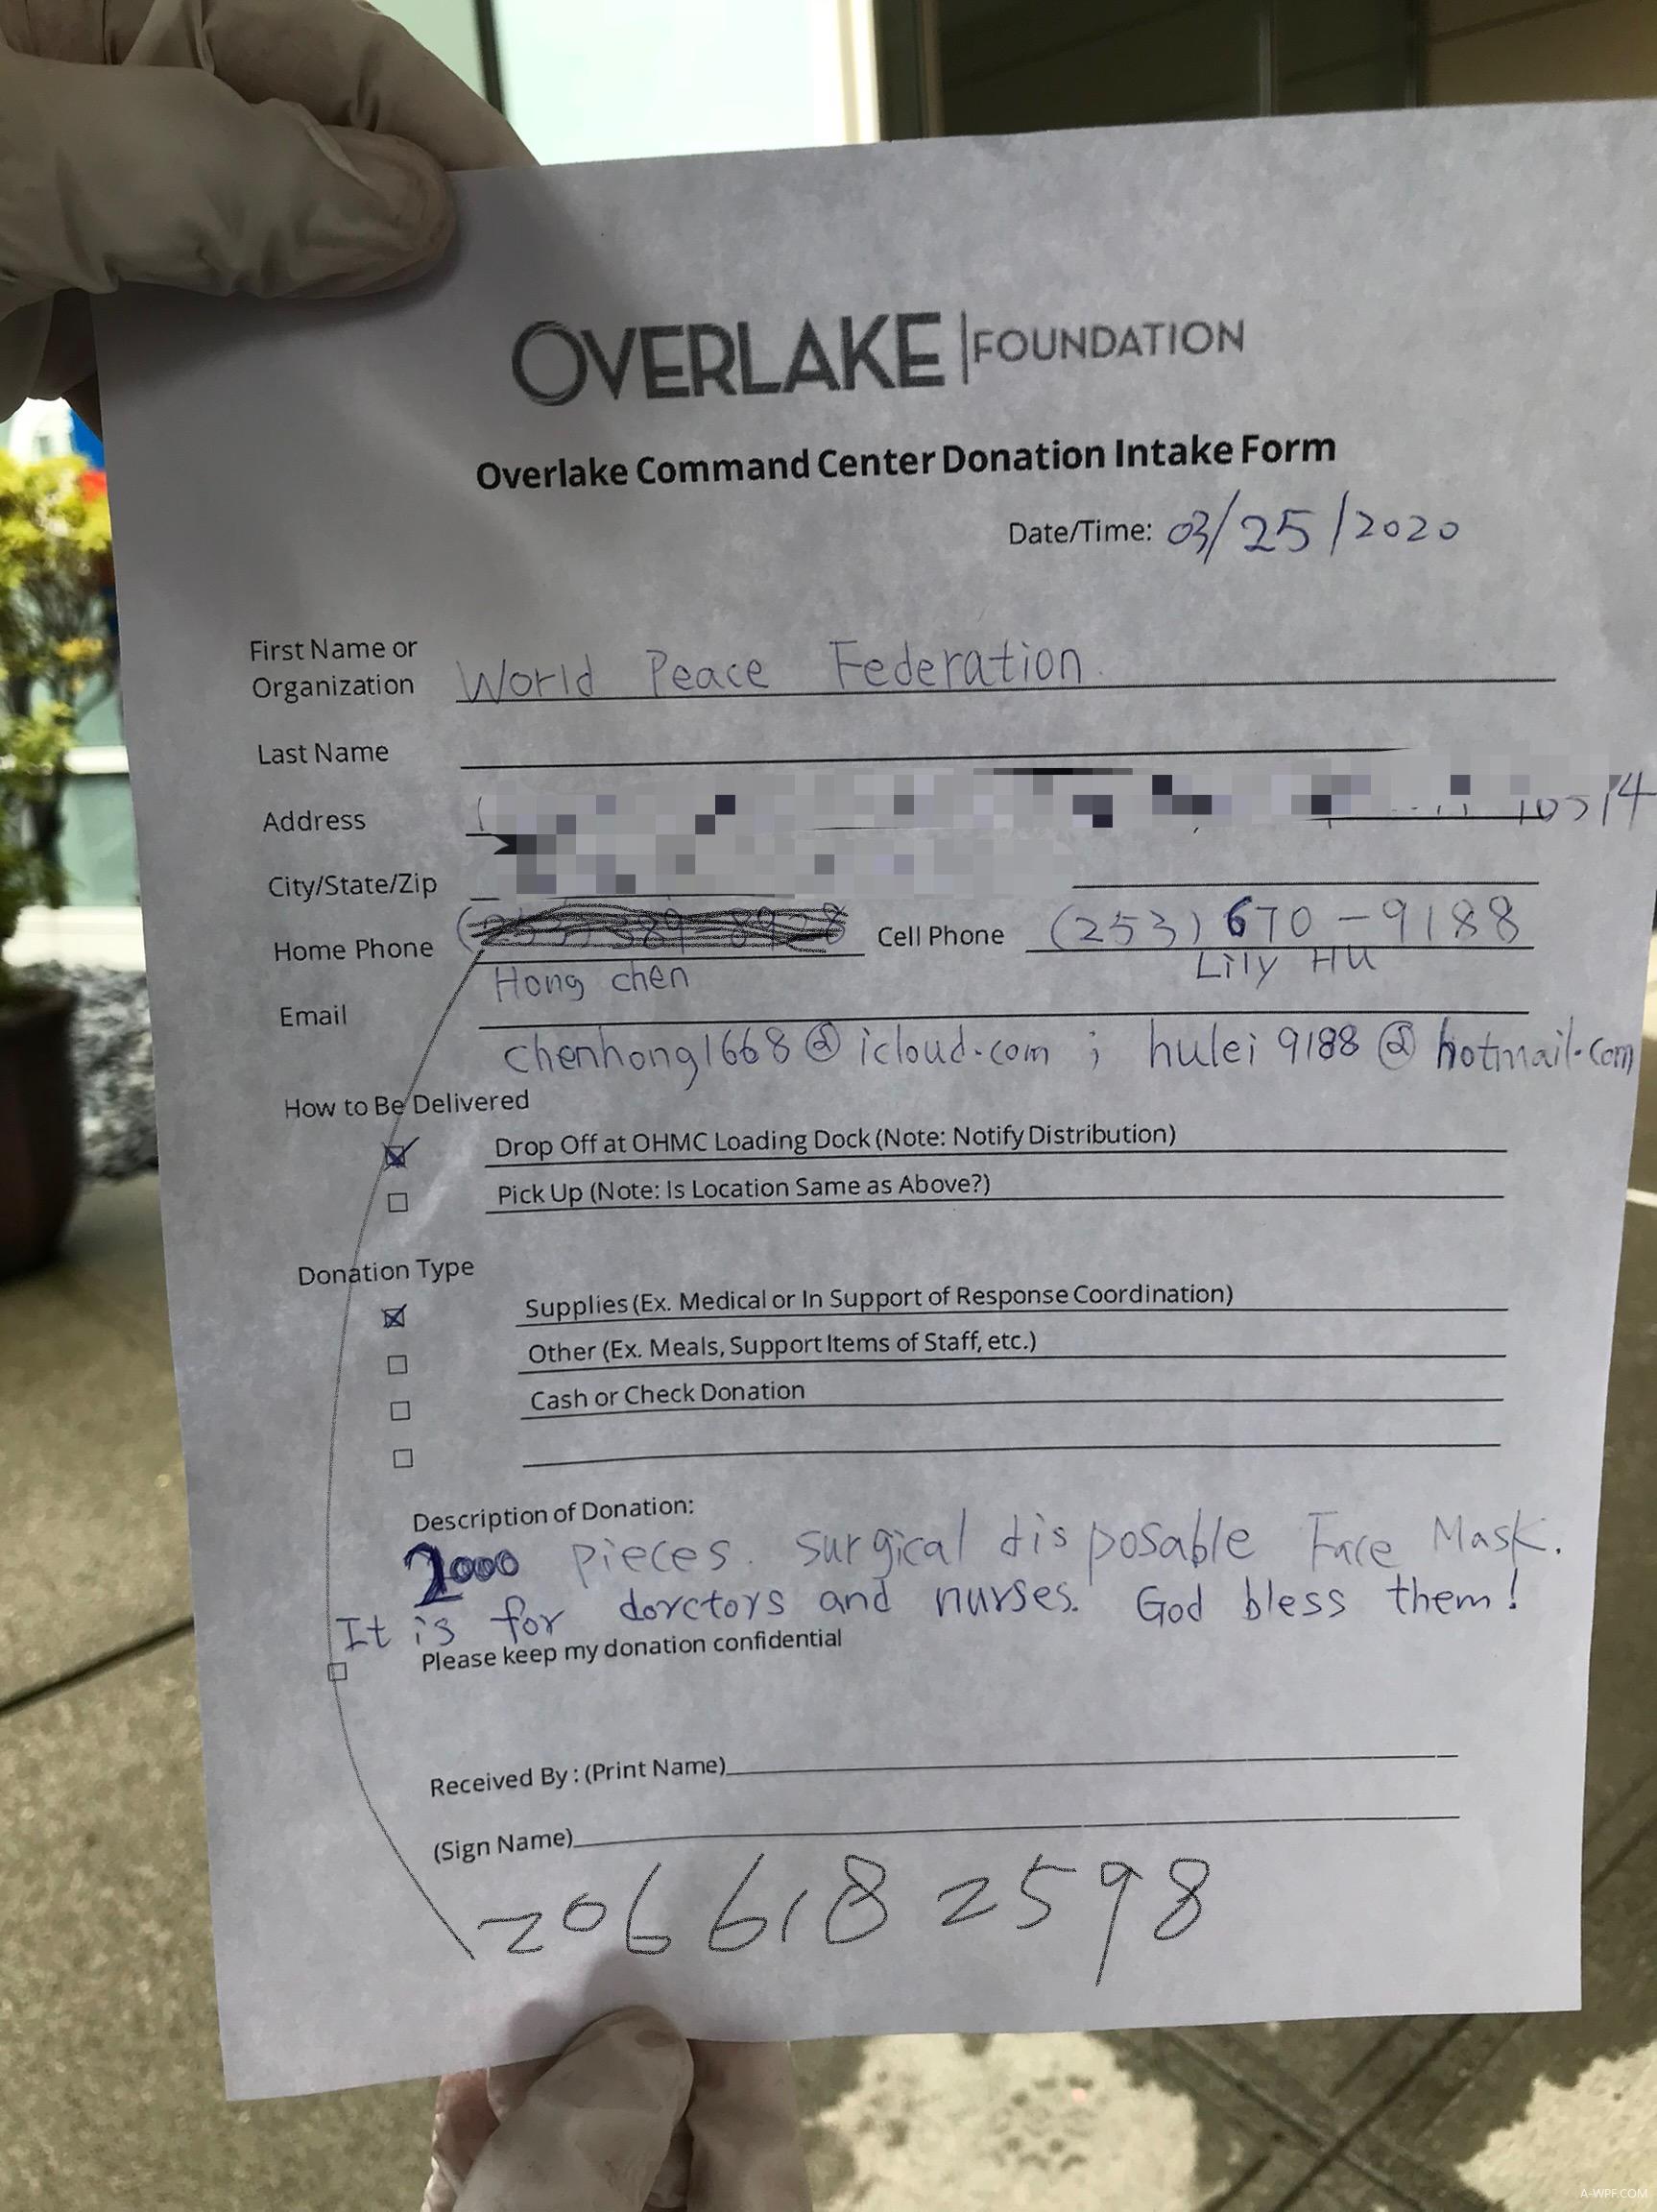 OVERLAKE | FOUNDATION
Overlake Command Center Donation Intake Form
Date/Time: 03/25/2020
First Name or
Organization World Peace Federation.
Last Name
Address
City/State/Zip
Home Phone Cell Phone (253) 670-9188
Hong chen Lily HU
Email
chenhong1668@icloud.com ; hulei9188@hotmail.com
How to Be Delivered
Drop Off at OHMC Loading Dock (Note: Notify Distribution)
Pick Up (Note: Is Location Same as Above?)
Donation Type
Supplies (Ex. Medical or In Support of Response Coordination)
Other (Ex. Meals, Support Items of Staff, etc.)
Cash or Check Donation
Description of Donation:
2000 pieces. surgical disposable Face Mask.
It is for dorctors and nurses. God bless them!
Please keep my donation confidential
Received By : (Print Name)
(Sign Name)
206 618 2598
A-WPF.COM